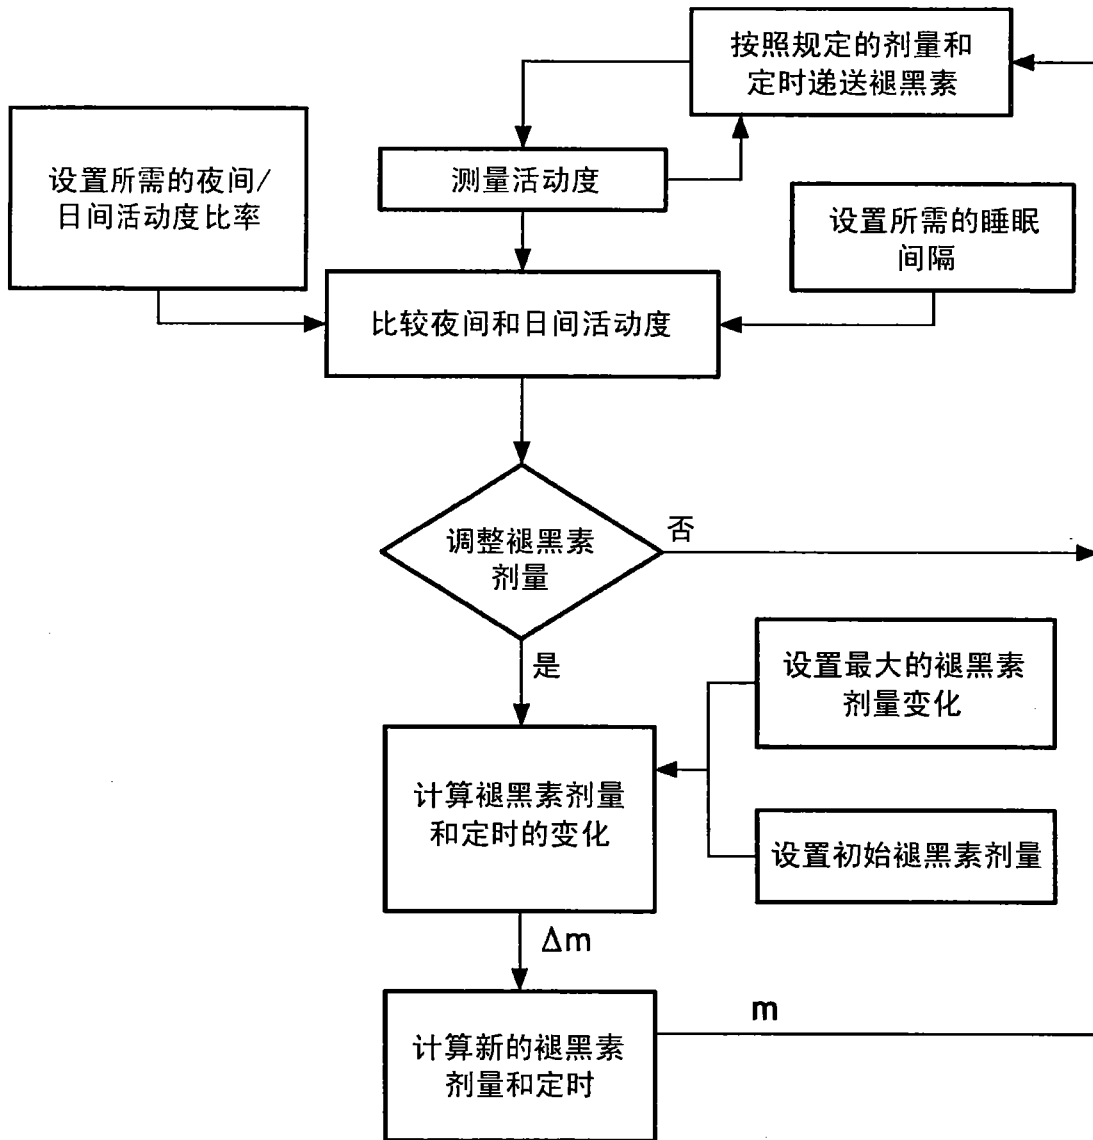 按照规定的剂量和
定时递送褪黑素
设置所需的夜间/
日间活动度比率
测量活动度
设置所需的睡眠
间隔
比较夜间和日间活动度
调整褪黑素
剂量
否
是
设置最大的褪黑素
剂量变化
计算褪黑素剂量
和定时的变化
设置初始褪黑素剂量
Δm
m
计算新的褪黑素
剂量和定时